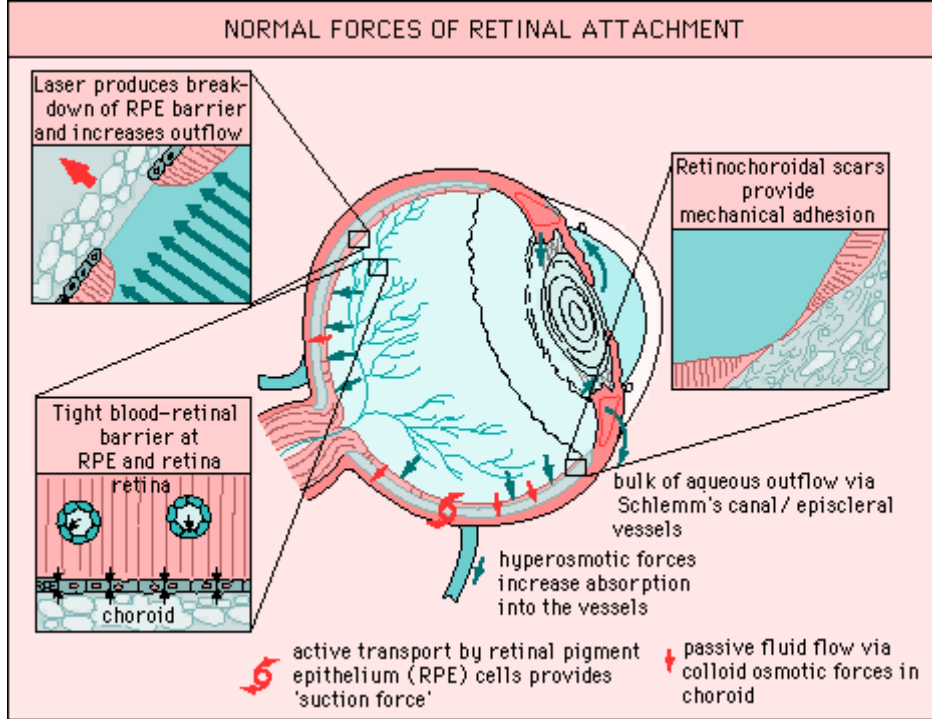 NORMAL FORCES OF RETINAL ATTACHMENT
Laser produces break-
down of RPE barrier
and increases outflow
Retinochoroidal scars
provide
mechanical adhesion
Tight blood-retinal
barrier at
RPE and retina
retina
RPE
choroid
bulk of aqueous outflow via
Schlemm's canal/ episcleral
vessels
hyperosmotic forces
increase absorption
into the vessels
active transport by retinal pigment
epithelium (RPE) cells provides
'suction force'
passive fluid flow via
colloid osmotic forces in
choroid